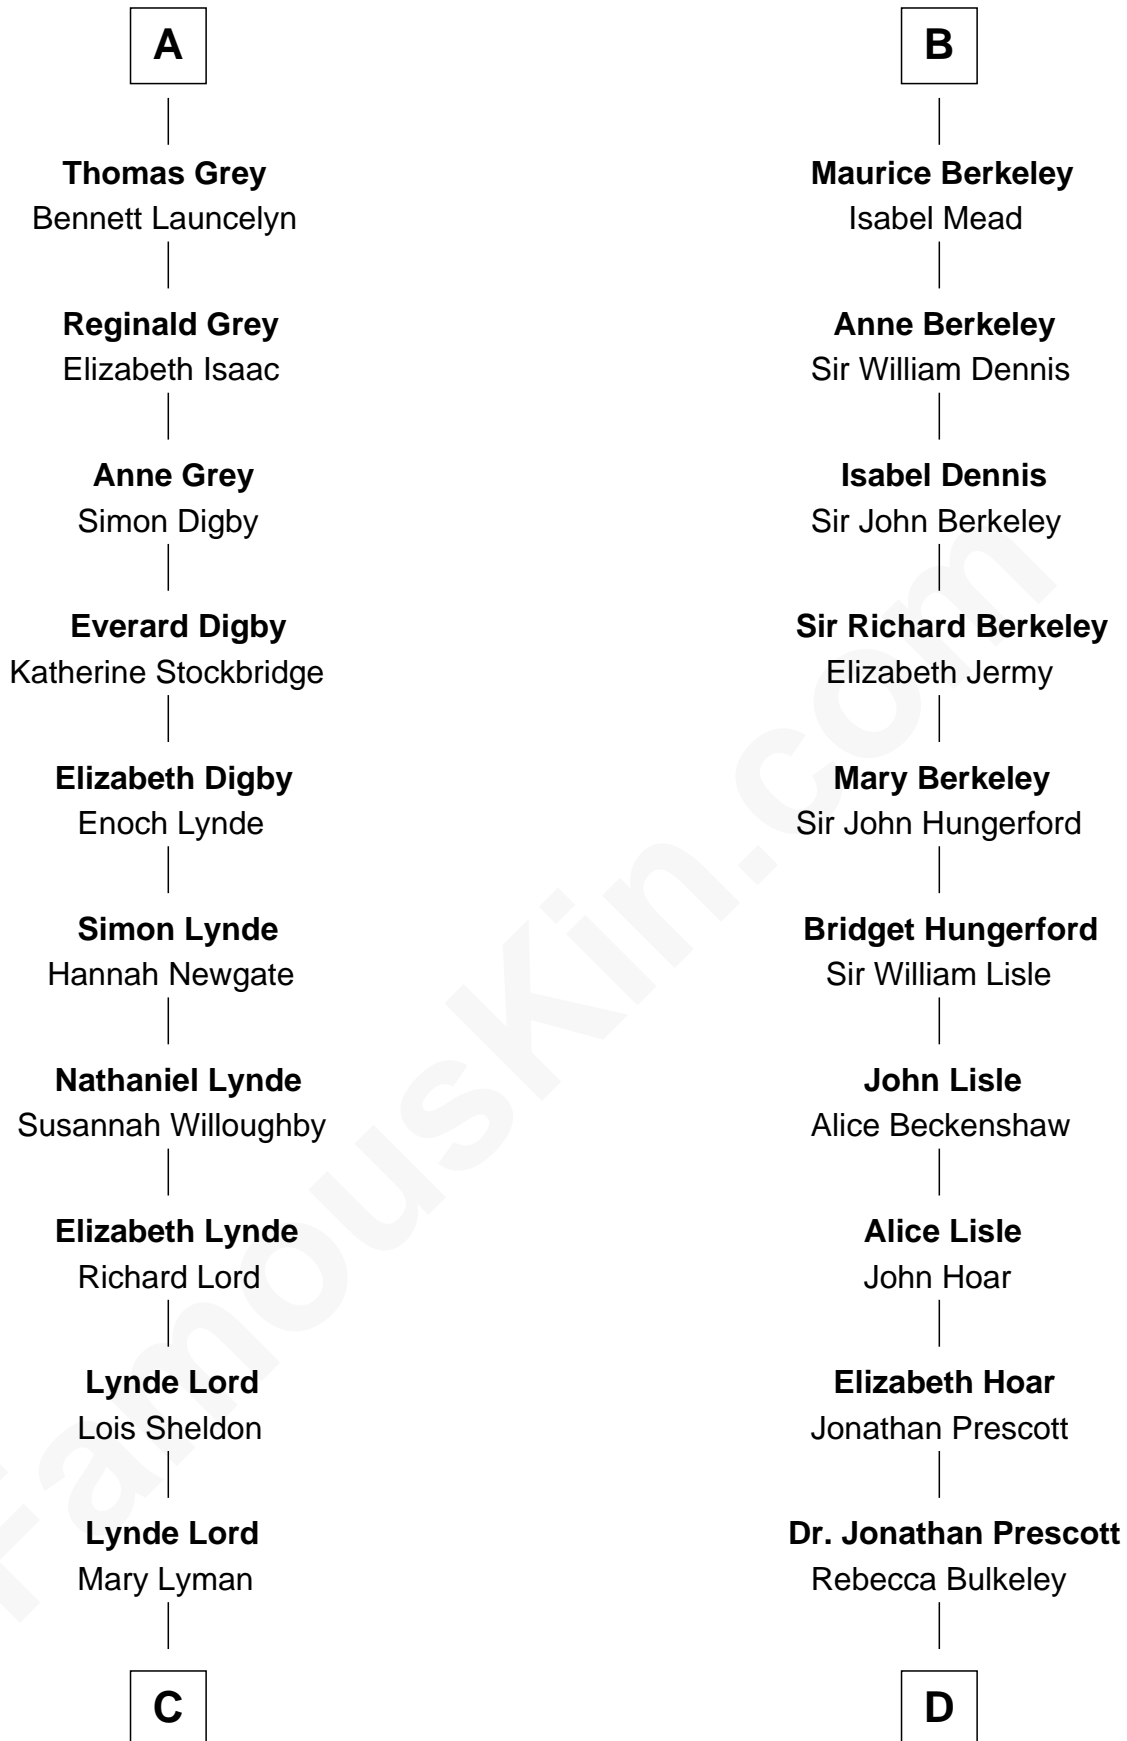 A
Thomas Grey
Bennett Launcelyn
Reginald Grey
Elizabeth Isaac
Anne Grey
Simon Digby
Everard Digby
Katherine Stockbridge
Elizabeth Digby
Enoch Lynde
Simon Lynde
Hannah Newgate
Nathaniel Lynde
Susannah Willoughby
Elizabeth Lynde
Richard Lord
Lynde Lord
Lois Sheldon
Lynde Lord
Mary Lyman
C
B
Maurice Berkeley
Isabel Mead
Anne Berkeley
Sir William Dennis
Isabel Dennis
Sir John Berkeley
Sir Richard Berkeley
Elizabeth Jermy
Mary Berkeley
Sir John Hungerford
Bridget Hungerford
Sir William Lisle
John Lisle
Alice Beckenshaw
Alice Lisle
John Hoar
Elizabeth Hoar
Jonathan Prescott
Dr. Jonathan Prescott
Rebecca Bulkeley
D
FamousKin.com